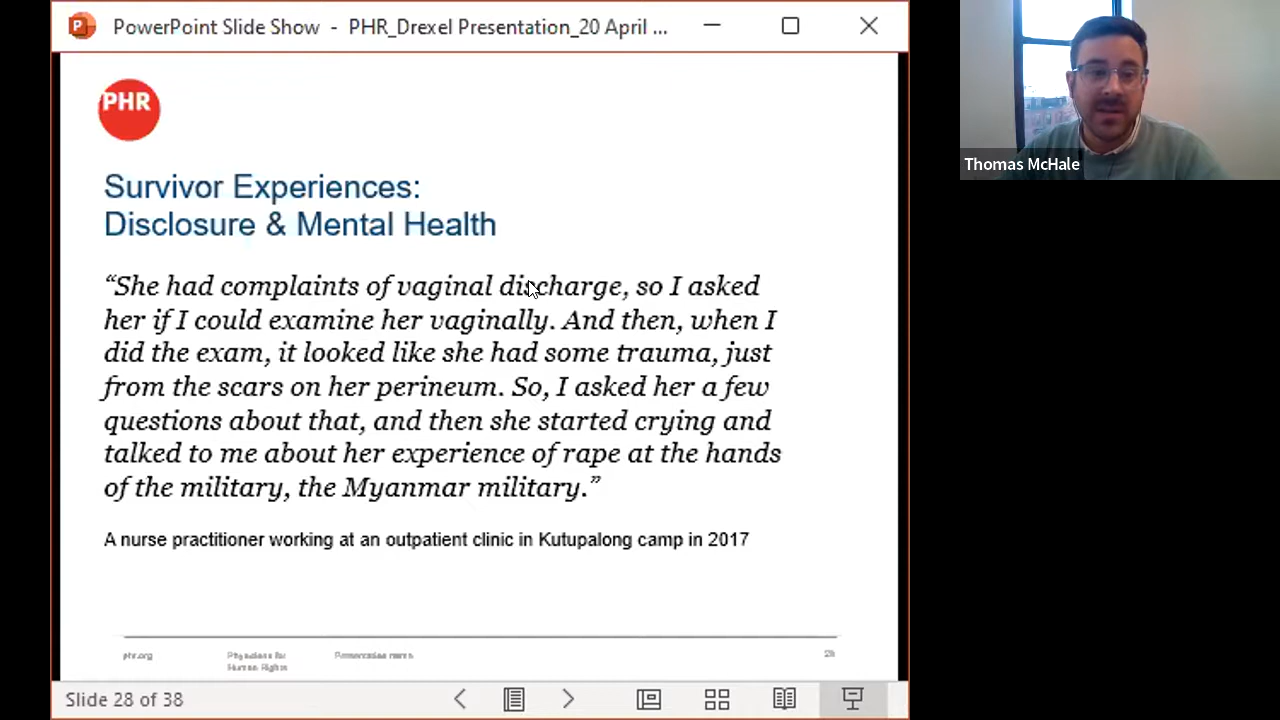 PowerPoint Slide Show - PHR_Drexel Presentation_20 April ...
PHR
Survivor Experiences:
Disclosure & Mental Health
“She had complaints of vaginal discharge, so I asked
her if I could examine her vaginally. And then, when I
did the exam, it looked like she had some trauma, just
from the scars on her perineum. So, I asked her a few
questions about that, and then she started crying and
talked to me about her experience of rape at the hands
of the military, the Myanmar military.”
A nurse practitioner working at an outpatient clinic in Kutupalong camp in 2017
phr.org
Physicians for
Human Rights
Presentation name
28
Slide 28 of 38
Thomas McHale